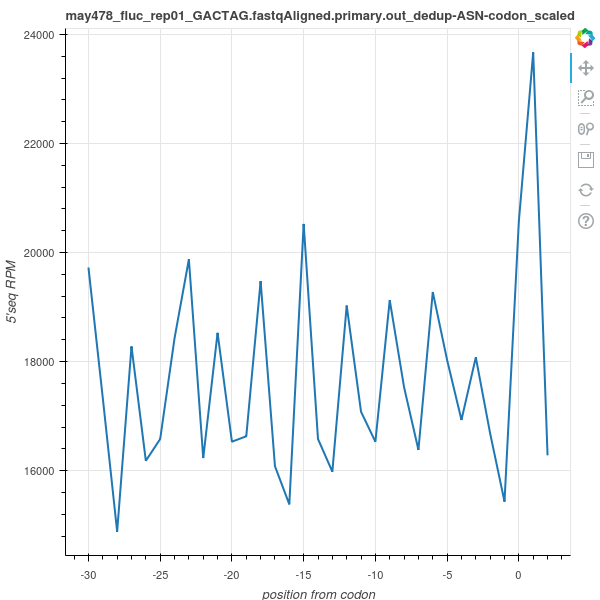 may478_fluc_rep01_GACTAG.fastqAligned.primary.out_dedup-ASN-codon_scaled
24000
22000
20000
18000
16000
5'seq RPM
-30 -25 -20 -15 -10 -5 0
position from codon